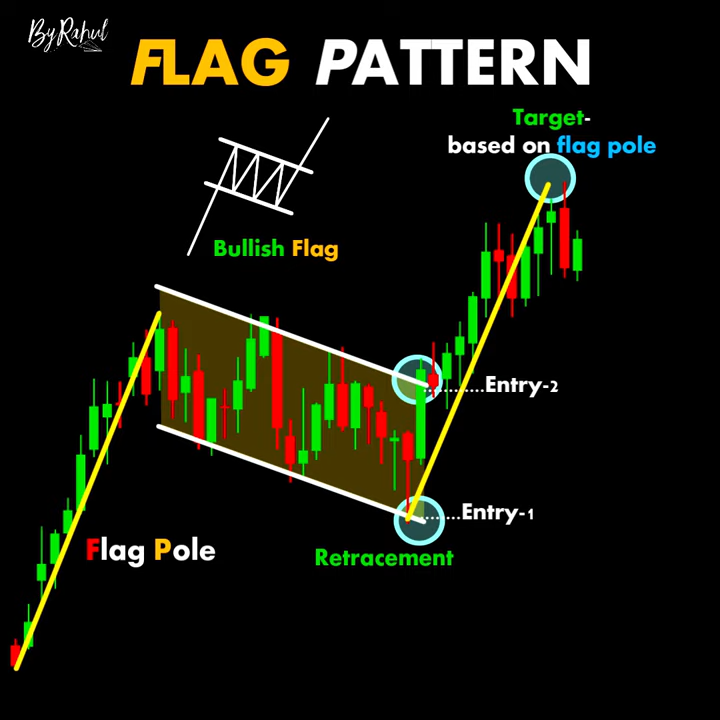 By Rahul
FLAG PATTERN
Target-
based on flag pole
Bullish Flag
Entry-2
Entry-1
Flag Pole
Retracement